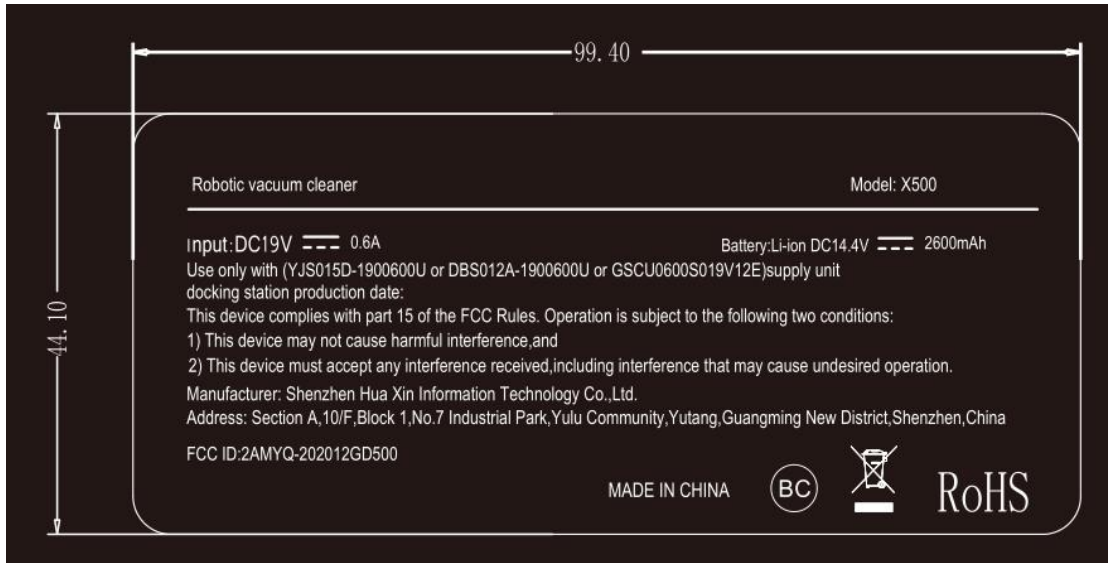 99.40
44.10
Robotic vacuum cleaner Model: X500
Input:DC19V 0.6A Battery:Li-ion DC14.4V 2600mAh
Use only with (YJS015D-1900600U or DBS012A-1900600U or GSCU0600S019V12E)supply unit
docking station production date:
This device complies with part 15 of the FCC Rules. Operation is subject to the following two conditions:
1) This device may not cause harmful interference,and
2) This device must accept any interference received,including interference that may cause undesired operation.
Manufacturer: Shenzhen Hua Xin Information Technology Co.,Ltd.
Address: Section A,10/F,Block 1,No.7 Industrial Park,Yulu Community,Yutang,Guangming New District,Shenzhen,China
FCC ID:2AMYQ-202012GD500
MADE IN CHINA BC RoHS